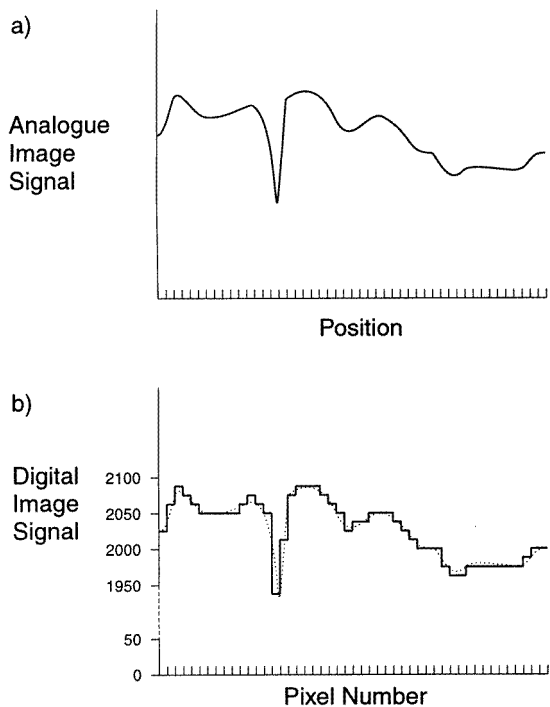 a)
Analogue
Image
Signal
Position
b)
Digital
Image
Signal
2100
2050
2000
1950
50
0
Pixel Number